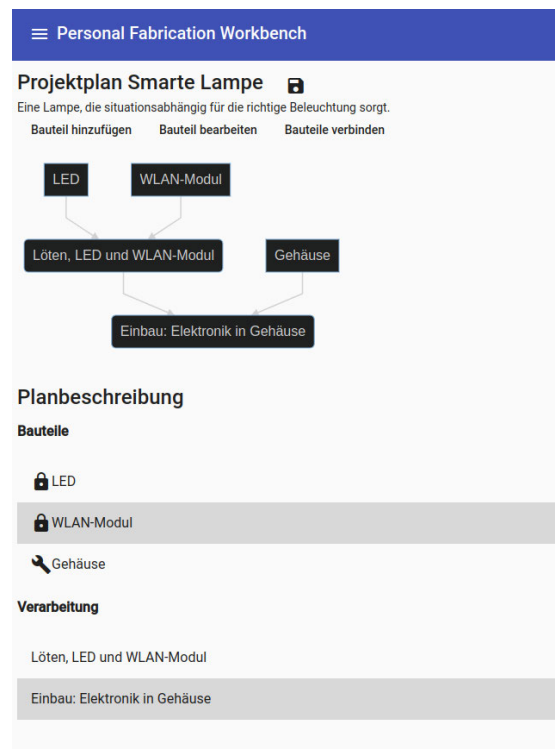 Personal Fabrication Workbench
Projektplan Smarte Lampe
Eine Lampe, die situationsabhängig für die richtige Beleuchtung sorgt.
Bauteil hinzufügen Bauteil bearbeiten Bauteile verbinden
LED WLAN-Modul
Löten, LED und WLAN-Modul Gehäuse
Einbau: Elektronik in Gehäuse
Planbeschreibung
Bauteile
LED
WLAN-Modul
Gehäuse
Verarbeitung
Löten, LED und WLAN-Modul
Einbau: Elektronik in Gehäuse